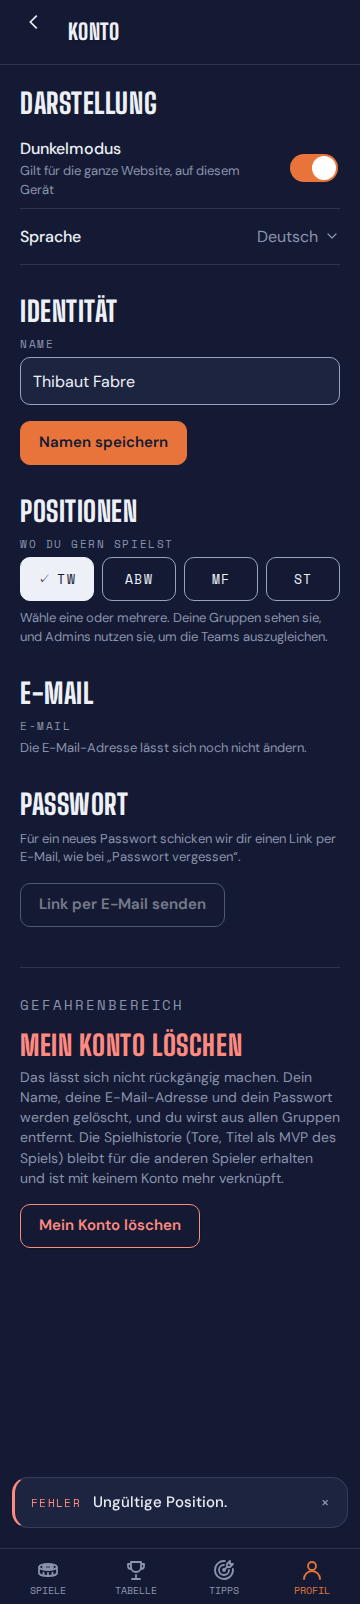 KONTO
DARSTELLUNG
Dunkelmodus
Gilt für die ganze Website, auf diesem
Gerät
Sprache
Deutsch
IDENTITÄT
NAME
Thibaut Fabre
Namen speichern
POSITIONEN
WO DU GERN SPIELST
✓ TW
ABW
MF
ST
Wähle eine oder mehrere. Deine Gruppen sehen sie,
und Admins nutzen sie, um die Teams auszugleichen.
E-MAIL
E-MAIL
Die E-Mail-Adresse lässt sich noch nicht ändern.
PASSWORT
Für ein neues Passwort schicken wir dir einen Link per
E-Mail, wie bei „Passwort vergessen“.
Link per E-Mail senden
GEFAHRENBEREICH
MEIN KONTO LÖSCHEN
Das lässt sich nicht rückgängig machen. Dein
Name, deine E-Mail-Adresse und dein Passwort
werden gelöscht, und du wirst aus allen Gruppen
entfernt. Die Spielhistorie (Tore, Titel als MVP des
Spiels) bleibt für die anderen Spieler erhalten
und ist mit keinem Konto mehr verknüpft.
Mein Konto löschen
FEHLER Ungültige Position. ×
SPIELE
TABELLE
TIPPS
PROFIL